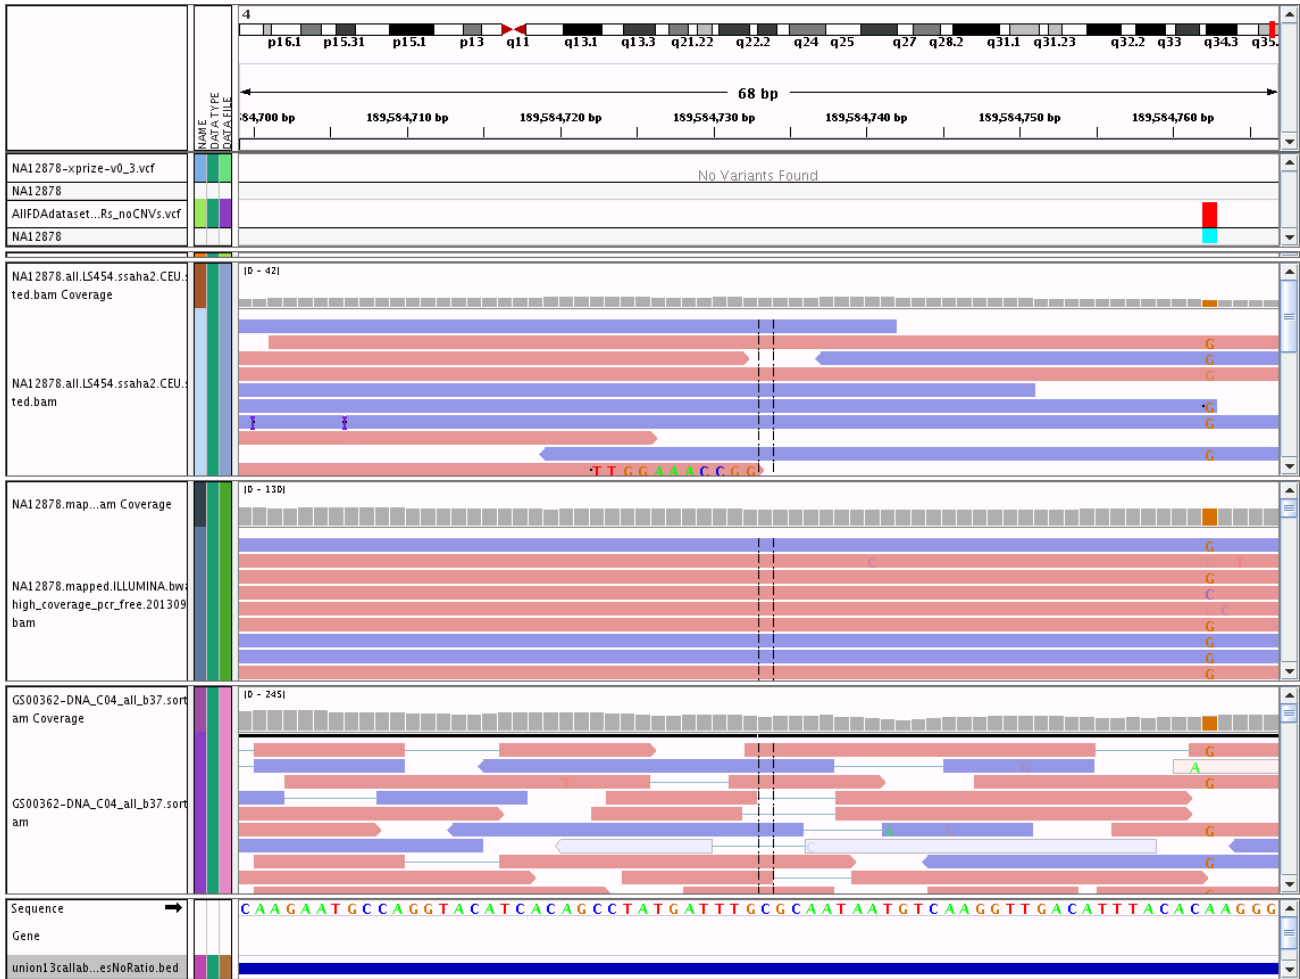 4
p16.1 p15.31 p15.1 p13 q11 q13.1 q13.3 q21.22 q22.2 q24 q25 q27 q28.2 q31.1 q31.23 q32.2 q33 q34.3 q35.
68 bp
NAME
DATA TYPE
DATA FILE
584,700 bp 189,584,710 bp 189,584,720 bp 189,584,730 bp 189,584,740 bp 189,584,750 bp 189,584,760 bp
NA12878-xprize-v0_3.vcf
No Variants Found
NA12878
AllFDAdataset...Rs_noCNVs.vcf
NA12878
NA12878.all.LS454.ssaha2.CEU.s
[0 - 42]
ted.bam Coverage
G
G
G
NA12878.all.LS454.ssaha2.CEU.s
ted.bam
G
G
G
T T G G A A A C C G G
NA12878.map...am Coverage
[0 - 130]
G
C T
G
NA12878.mapped.ILLUMINA.bwa
C
high_coverage_pcr_free.201309
C
bam
G
G
G
G
GS00362-DNA_C04_all_b37.sort
[0 - 245]
am Coverage
G
G A
T G
GS00362-DNA_C04_all_b37.sort
am
A G G
C
G
G
Sequence
C A A G A A T G C C A G G T A C A T C A C A G C C T A T G A T T T G C G C A A T A A T G T C A A G G T T G A C A T T T A C A C A A G G G
Gene
union13callab...esNoRatio.bed